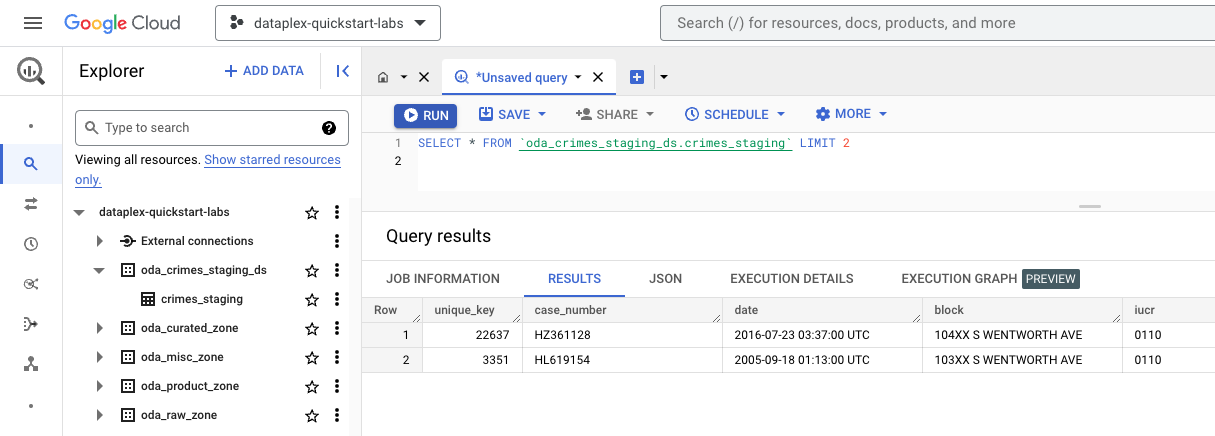 Google Cloud
dataplex-quickstart-labs
Search (/) for resources, docs, products, and more
Explorer
+ ADD DATA
Type to search
Viewing all resources. Show starred resources
only.
dataplex-quickstart-labs
External connections
oda_crimes_staging_ds
crimes_staging
oda_curated_zone
oda_misc_zone
oda_product_zone
oda_raw_zone
*Unsaved query
RUN SAVE SHARE SCHEDULE MORE
1 SELECT * FROM `oda_crimes_staging_ds.crimes_staging` LIMIT 2
2
Query results
JOB INFORMATION RESULTS JSON EXECUTION DETAILS EXECUTION GRAPH PREVIEW
Row unique_key case_number date block iucr
1 22637 HZ361128 2016-07-23 03:37:00 UTC 104XX S WENTWORTH AVE 0110
2 3351 HL619154 2005-09-18 01:13:00 UTC 103XX S WENTWORTH AVE 0110